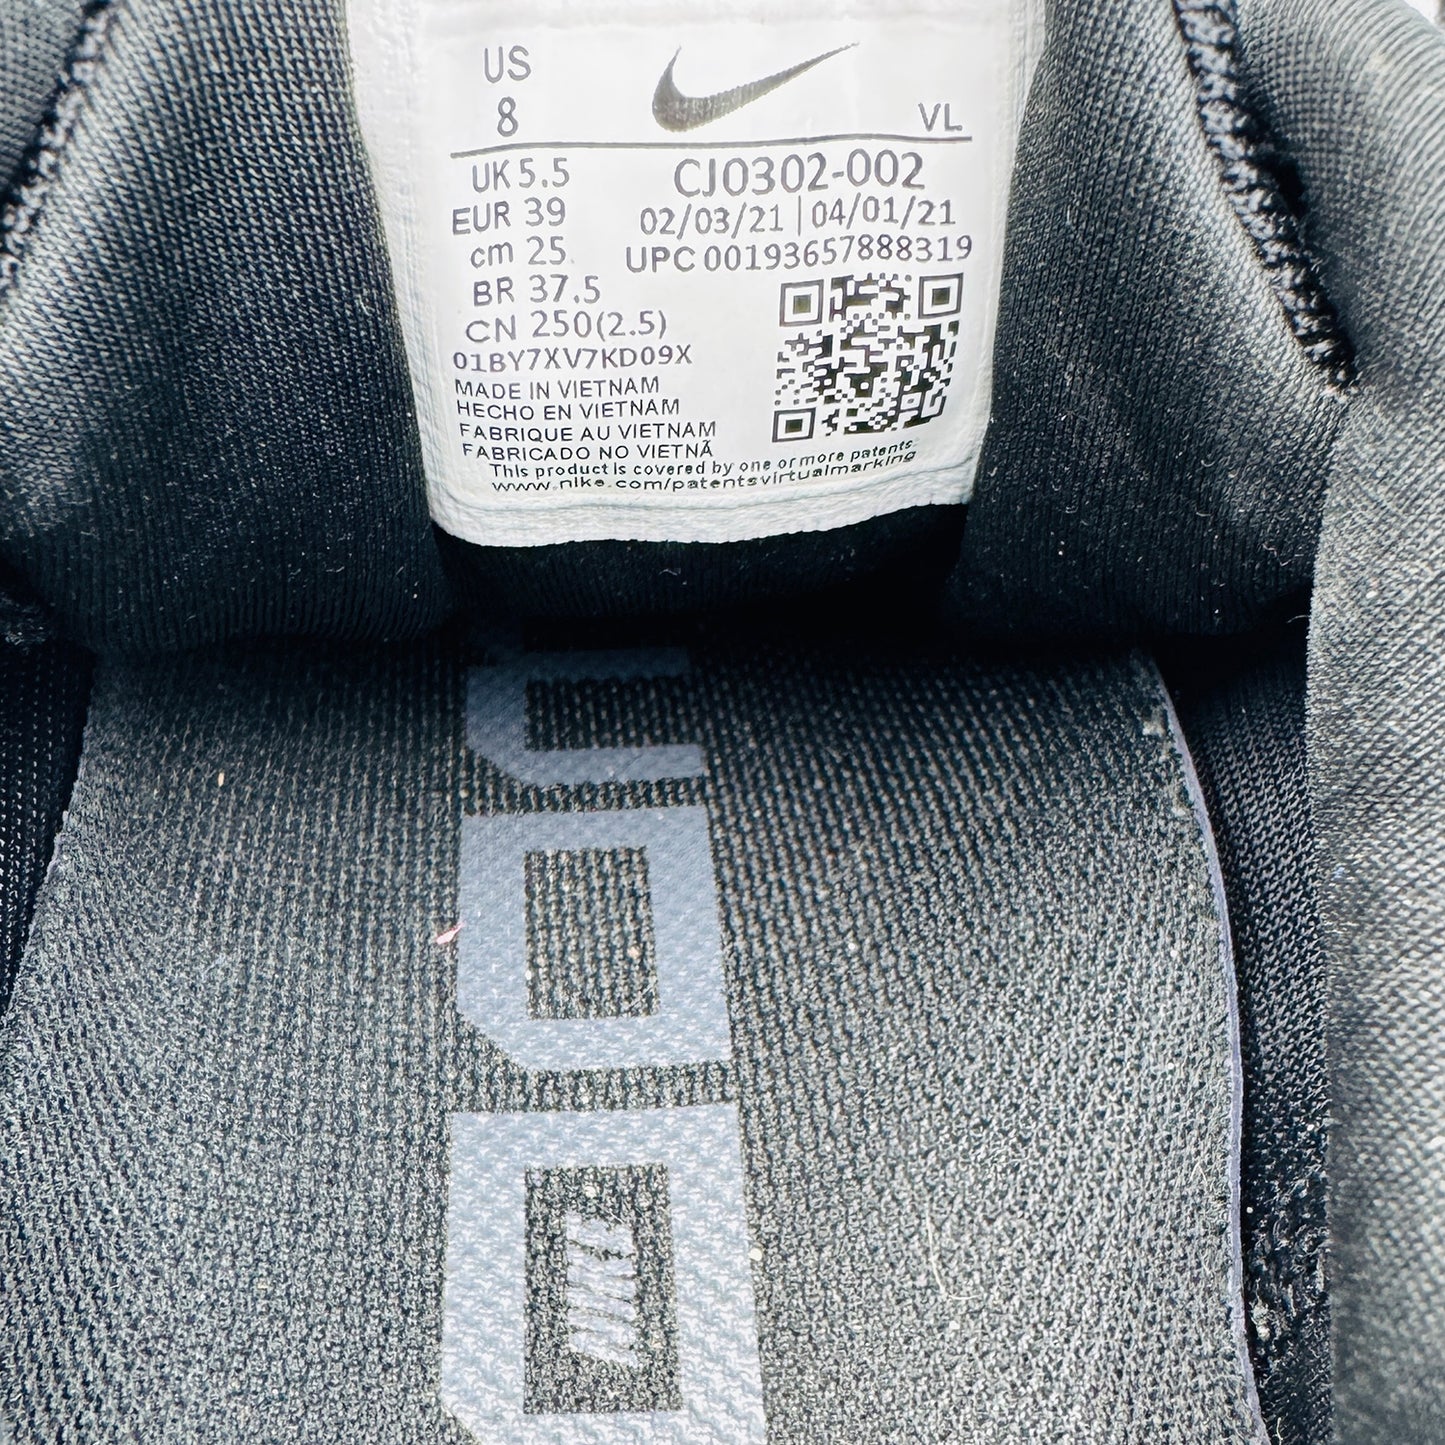 US
8
VL
UK 5.5
CJ0302-002
EUR 39
02/03/21 | 04/01/21
cm 25
UPC 00193657888319
BR 37.5
CN 250(2.5)
01BY7XV7KD09X
MADE IN VIETNAM
HECHO EN VIETNAM
FABRIQUE AU VIETNAM
FABRICADO NO VIETNÃ
This product is covered by one or more patents.
www.nike.com/patentsvirtualmarking
NIKE